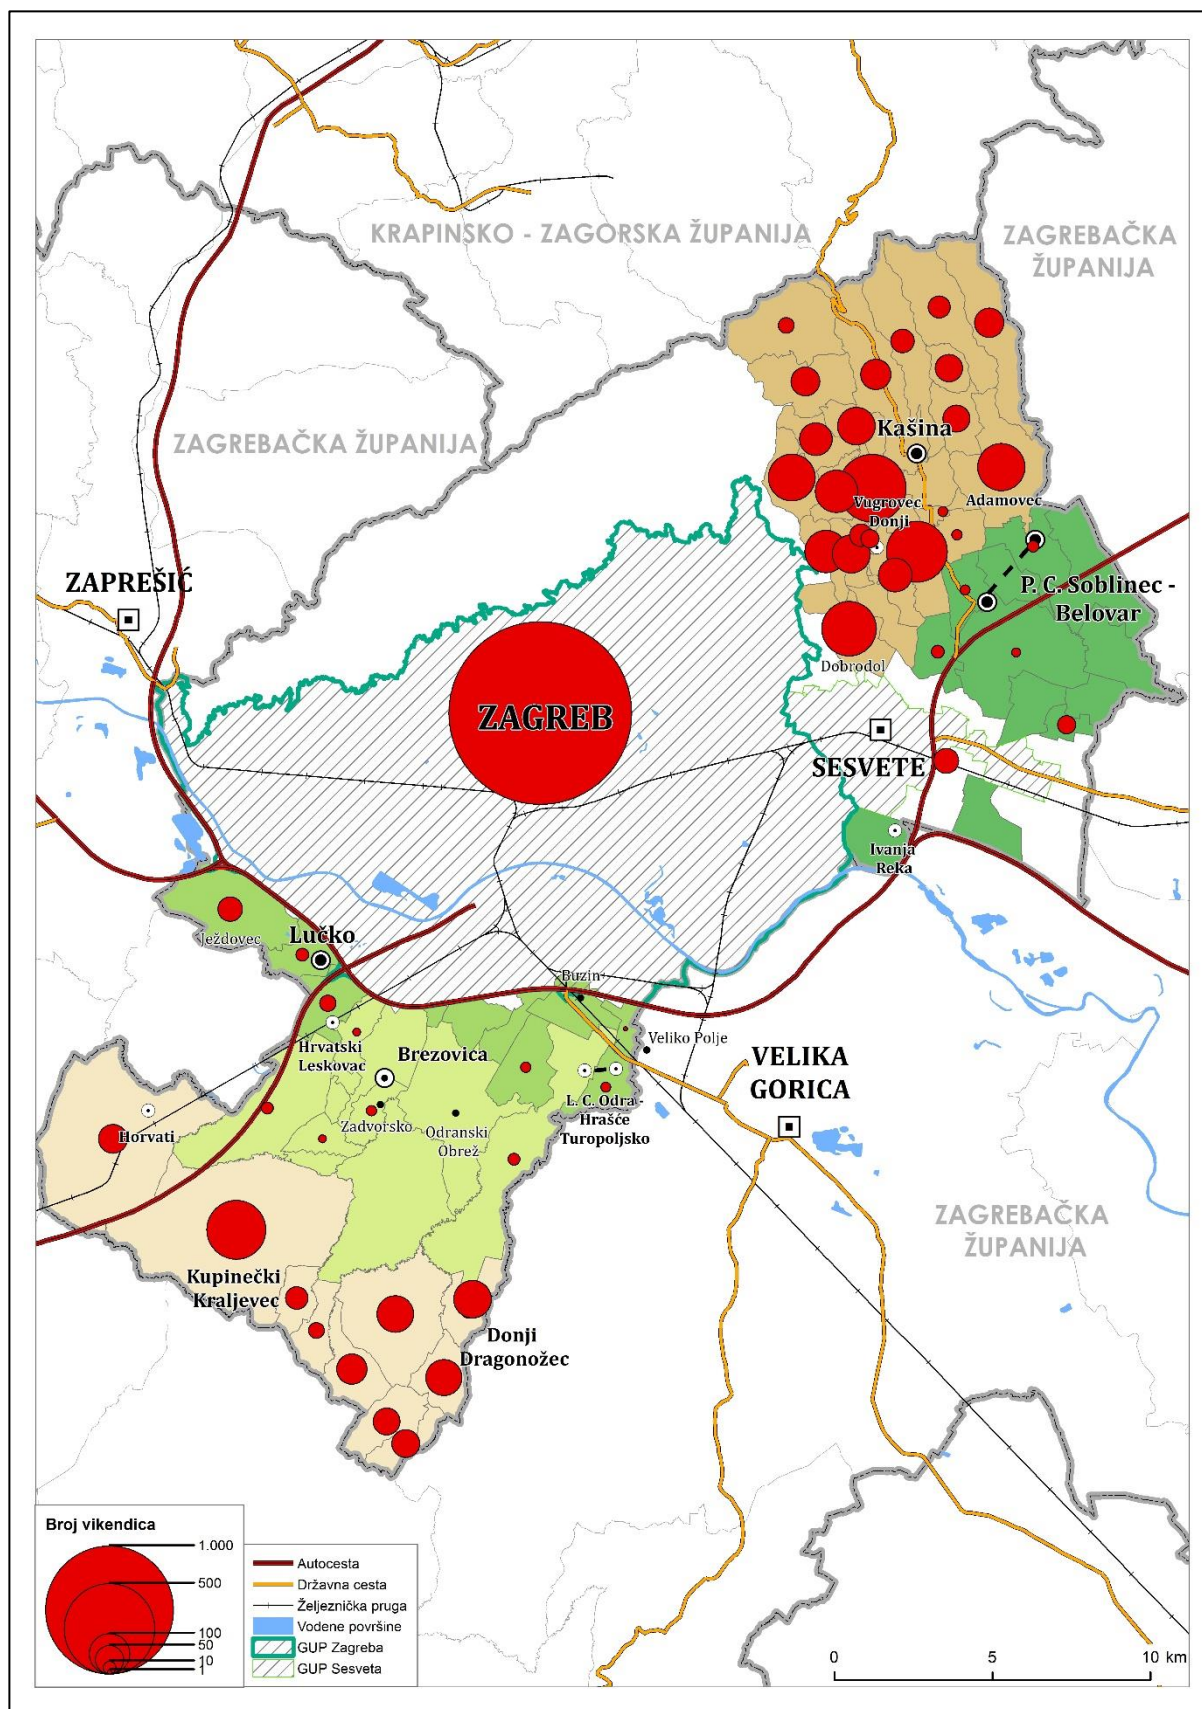 KRAPINSKO - ZAGORSKA ŽUPANIJA
ZAGREBAČKA
ŽUPANIJA
ZAGREBAČKA ŽUPANIJA
Kašina
Vugrovec
Donji
Adamovec
ZAPREŠIĆ
P. C. Soblinec -
Belovar
Dobrodol
ZAGREB
SESVETE
Ivanja
Reka
Ježdovec
Lučko
Buzin
Hrvatski
Leskovac
Brezovica
Veliko Polje
VELIKA
GORICA
L. C. Odra -
Hrašće
Turopoljsko
Zadvorsko
Odranski
Obrež
Horvati
ZAGREBAČKA
ŽUPANIJA
Kupinečki
Kraljevec
Donji
Dragonožec
Broj vikendica
1.000
500
100
50
10
1
Autocesta
Državna cesta
Željeznička pruga
Vodene površine
GUP Zagreba
GUP Sesveta
0 5 10 km